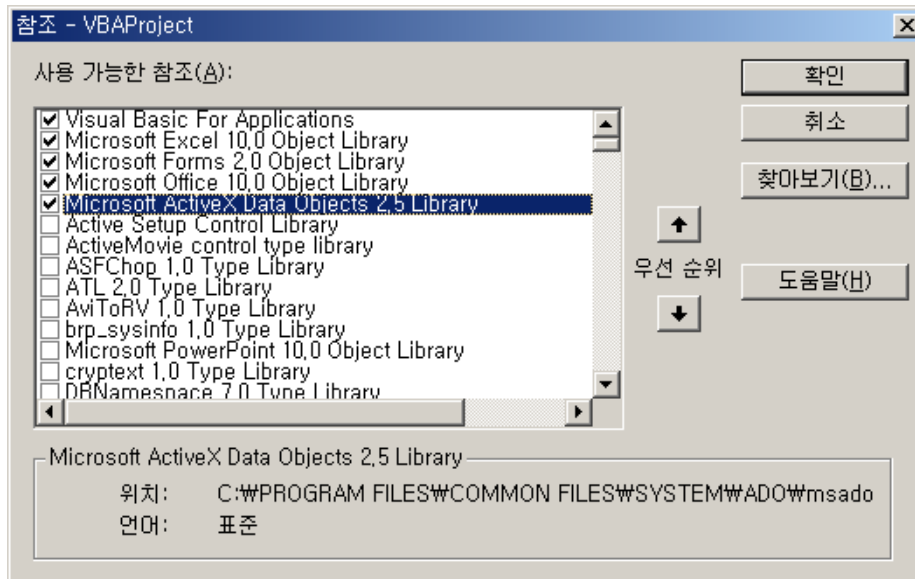 참조 - VBAProject
사용 가능한 참조(A):
Visual Basic For Applications
Microsoft Excel 10,0 Object Library
Microsoft Forms 2,0 Object Library
Microsoft Office 10,0 Object Library
Microsoft ActiveX Data Objects 2,5 Library
Active Setup Control Library
ActiveMovie control type library
ASFChop 1,0 Type Library
ATL 2,0 Type Library
AviToRV 1,0 Type Library
brp_sysinfo 1,0 Type Library
Microsoft PowerPoint 10,0 Object Library
cryptext 1,0 Type Library
DBNamespace 7,0 Type Library
확인
취소
찾아보기(B)...
우선 순위
도움말(H)
Microsoft ActiveX Data Objects 2,5 Library
위치: C:₩PROGRAM FILES₩COMMON FILES₩SYSTEM₩ADO₩msado
언어: 표준